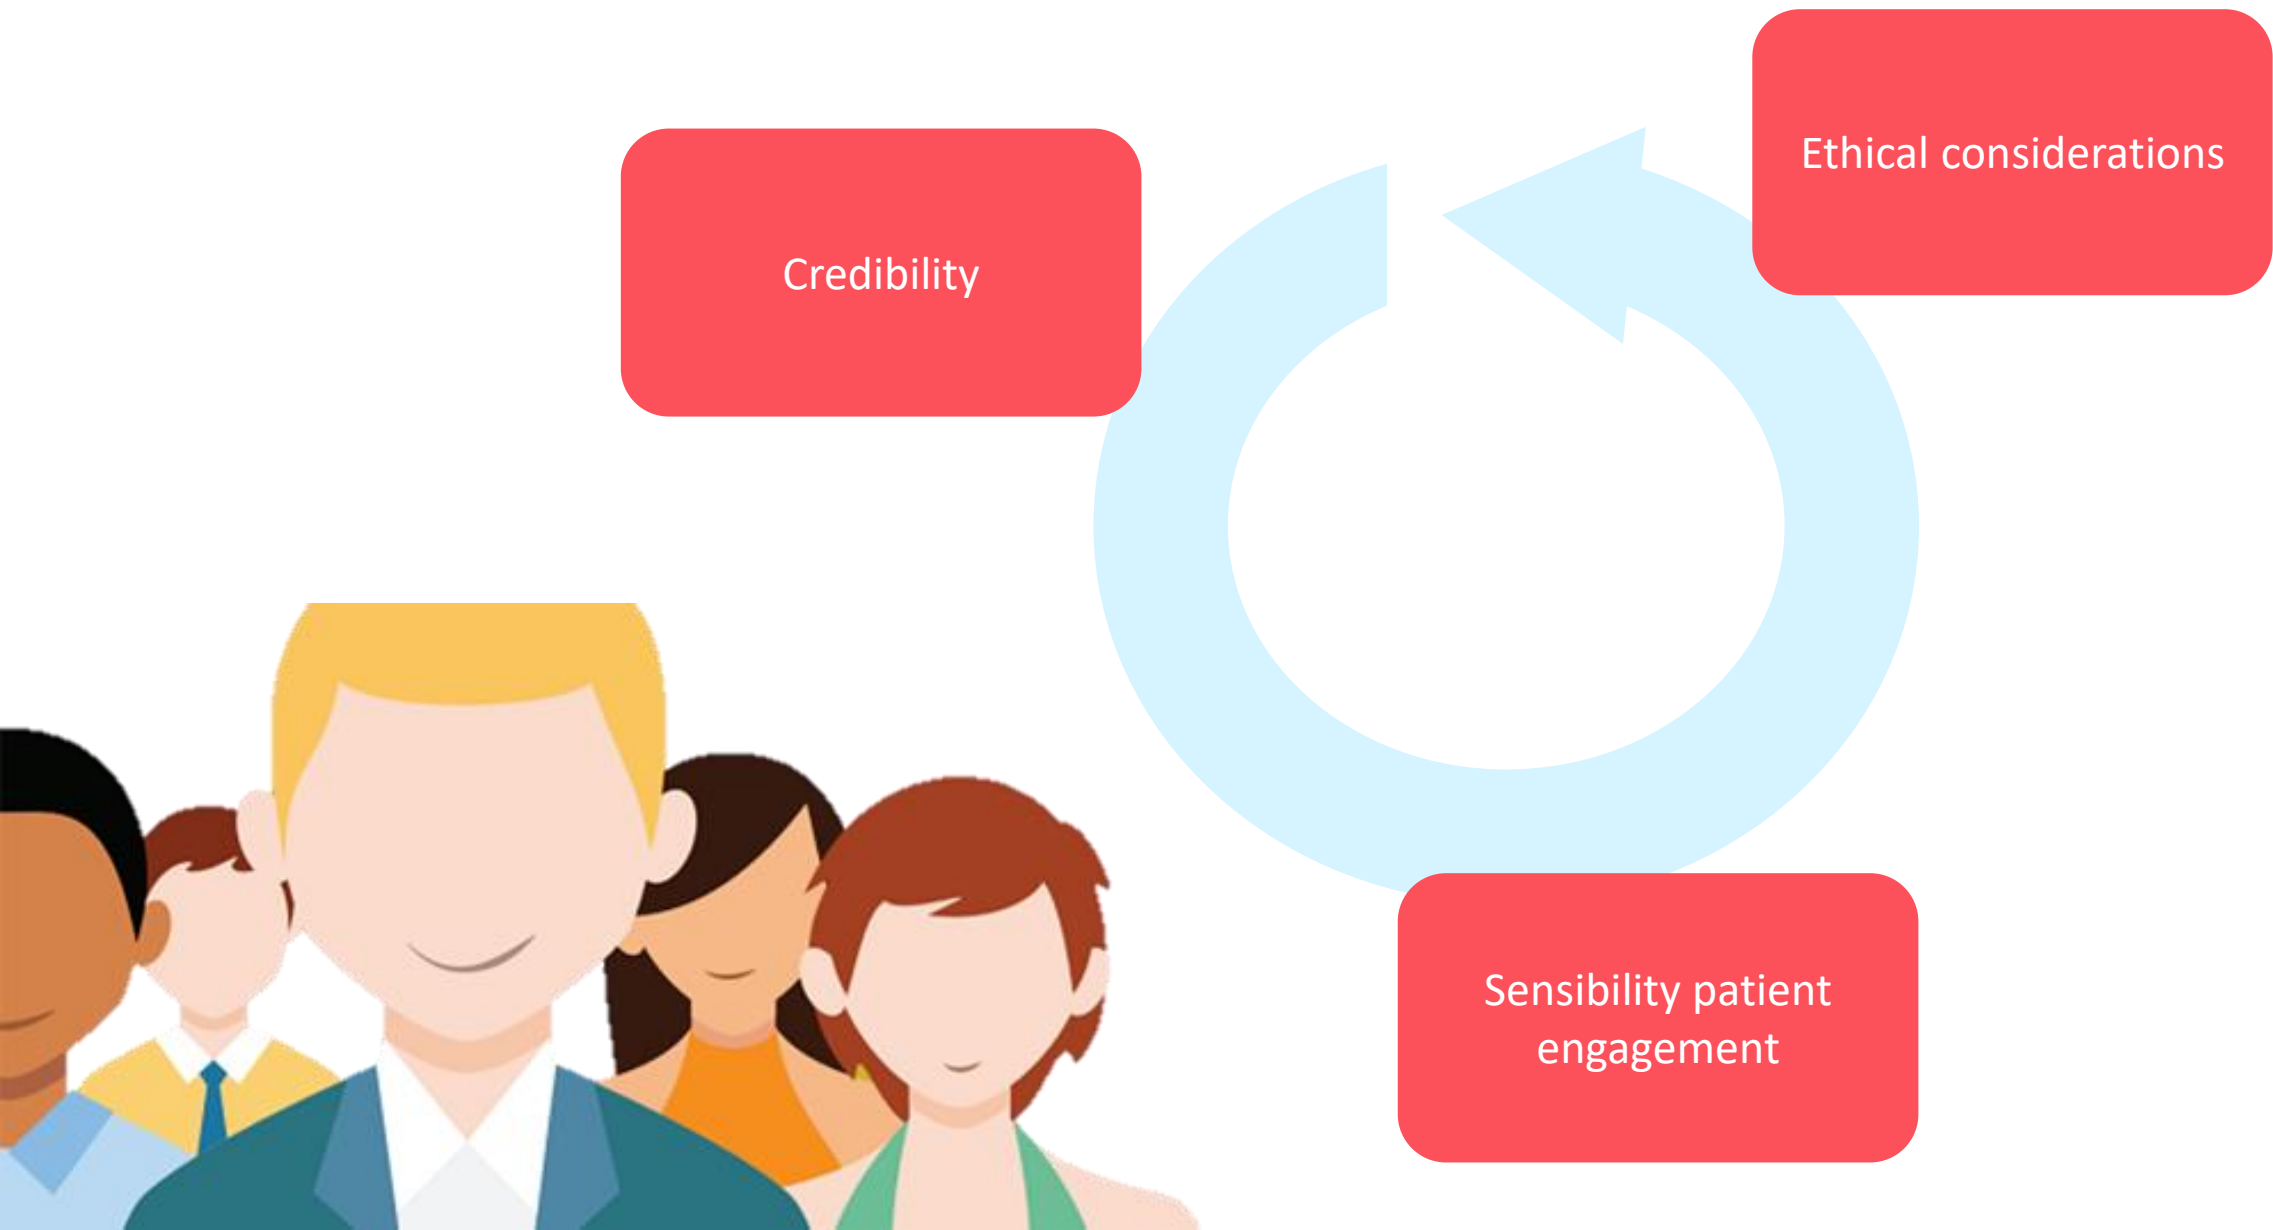 Ethical considerations
Credibility
Sensibility patient
engagement